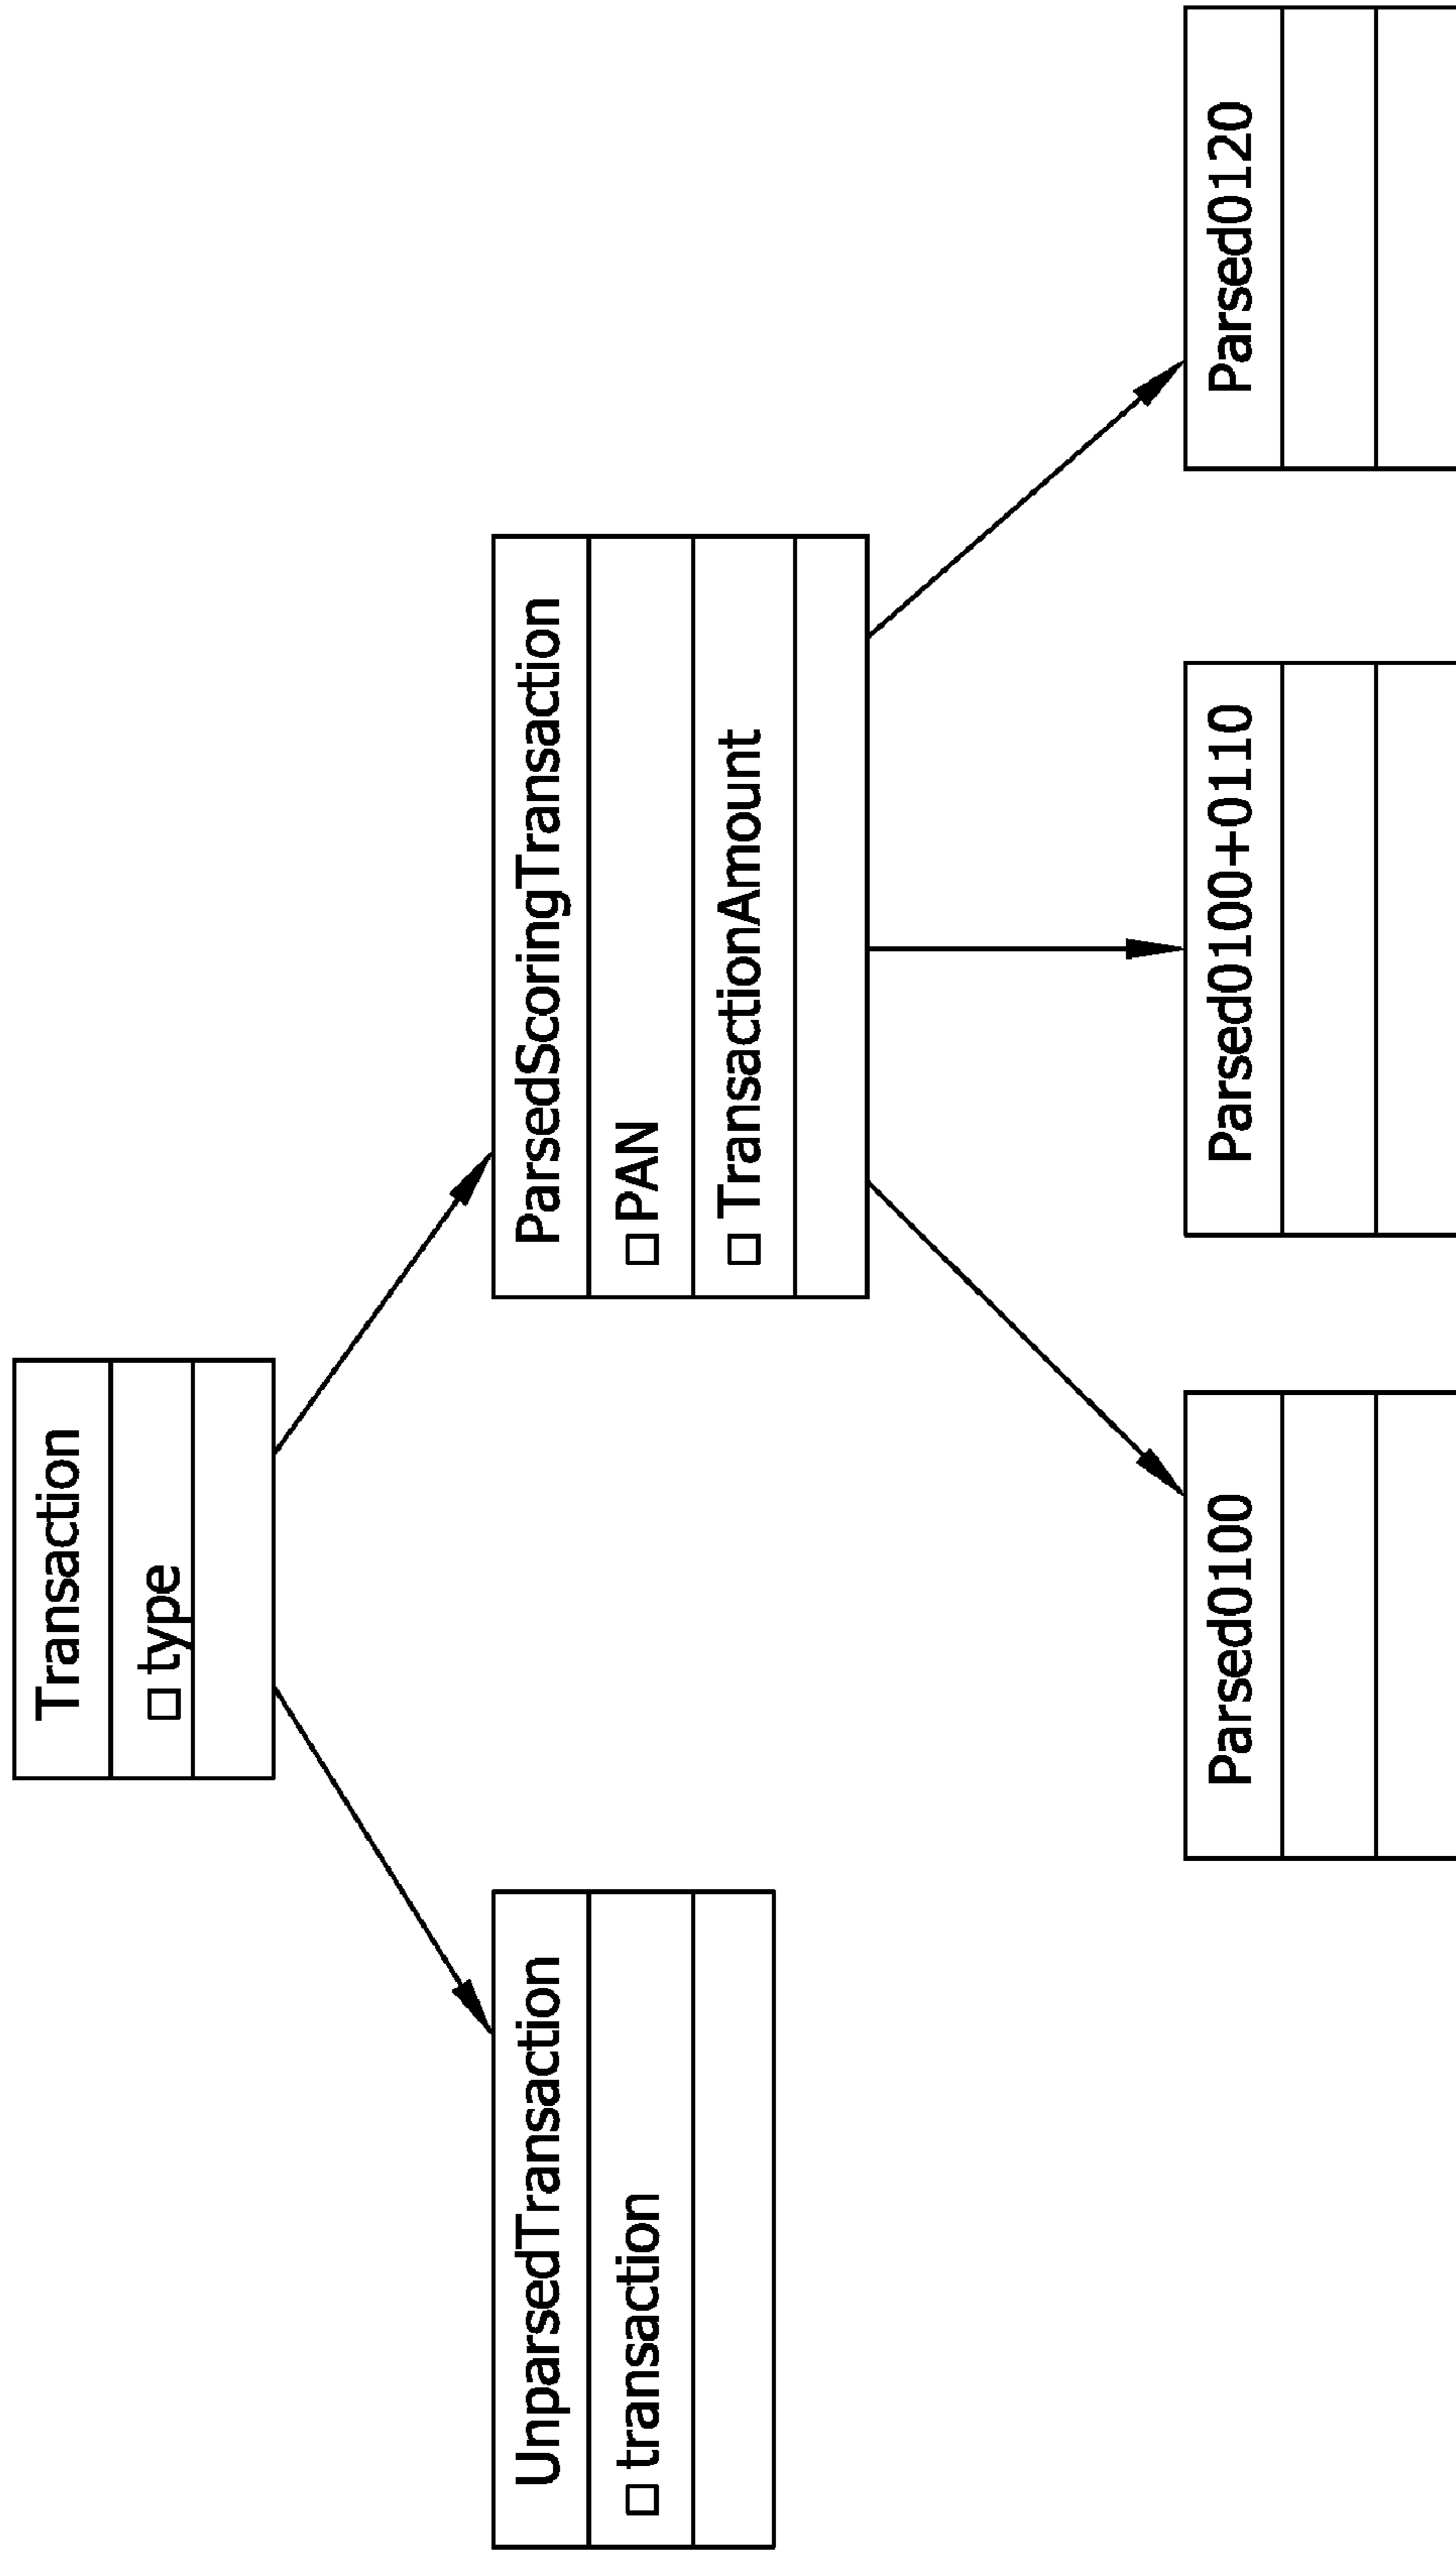 Transaction
□ type
UnparsedTransaction
□ transaction
ParsedScoringTransaction
□ PAN
□ TransactionAmount
Parsed0100
Parsed0100+0110
Parsed0120